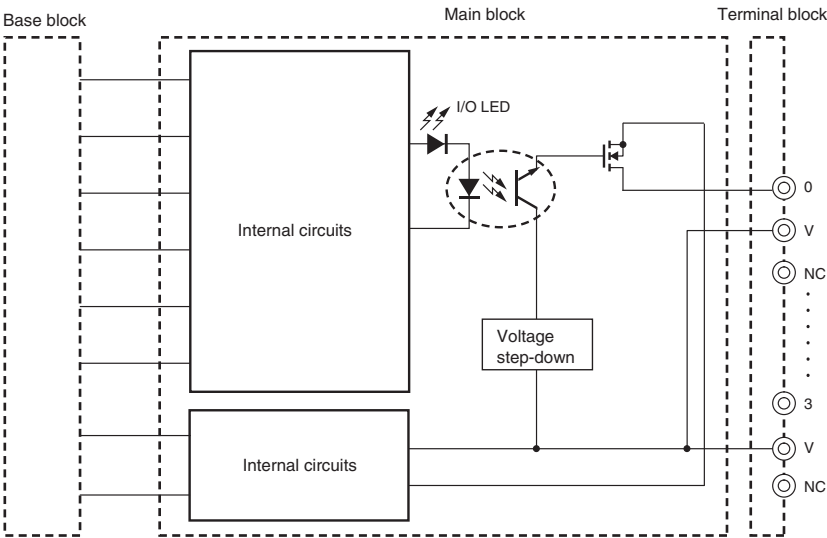 Base block
Main block
Terminal block
I/O LED
0
Internal circuits
V
NC
Voltage
step-down
3
V
Internal circuits
NC